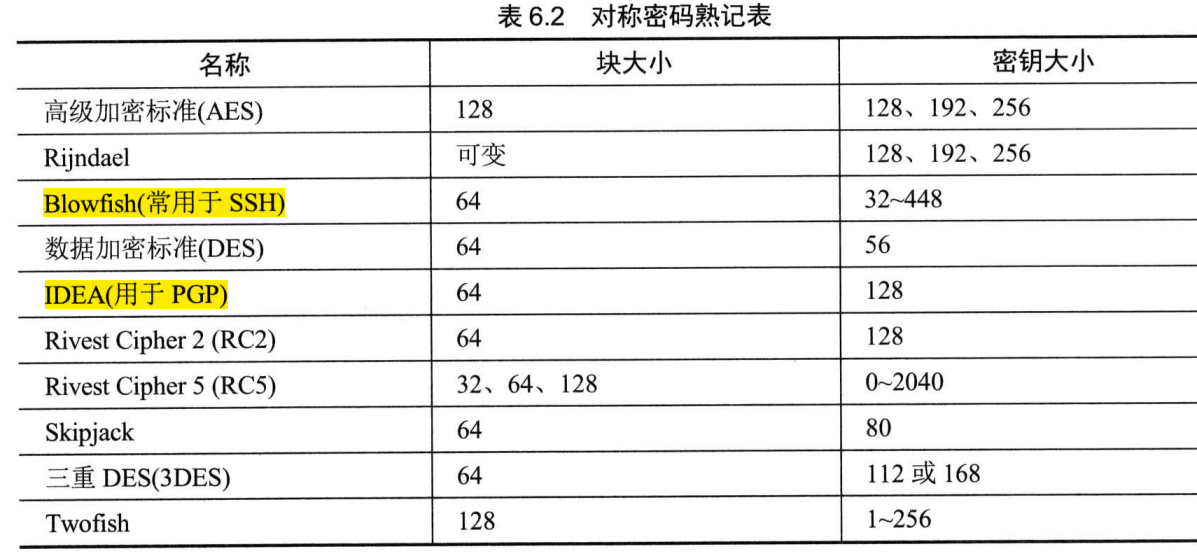 表 6.2 对称密码熟记表
名称 块大小 密钥大小
高级加密标准(AES) 128 128、192、256
Rijndael 可变 128、192、256
Blowfish(常用于 SSH) 64 32~448
数据加密标准(DES) 64 56
IDEA(用于 PGP) 64 128
Rivest Cipher 2 (RC2) 64 128
Rivest Cipher 5 (RC5) 32、64、128 0~2040
Skipjack 64 80
三重 DES(3DES) 64 112 或 168
Twofish 128 1~256